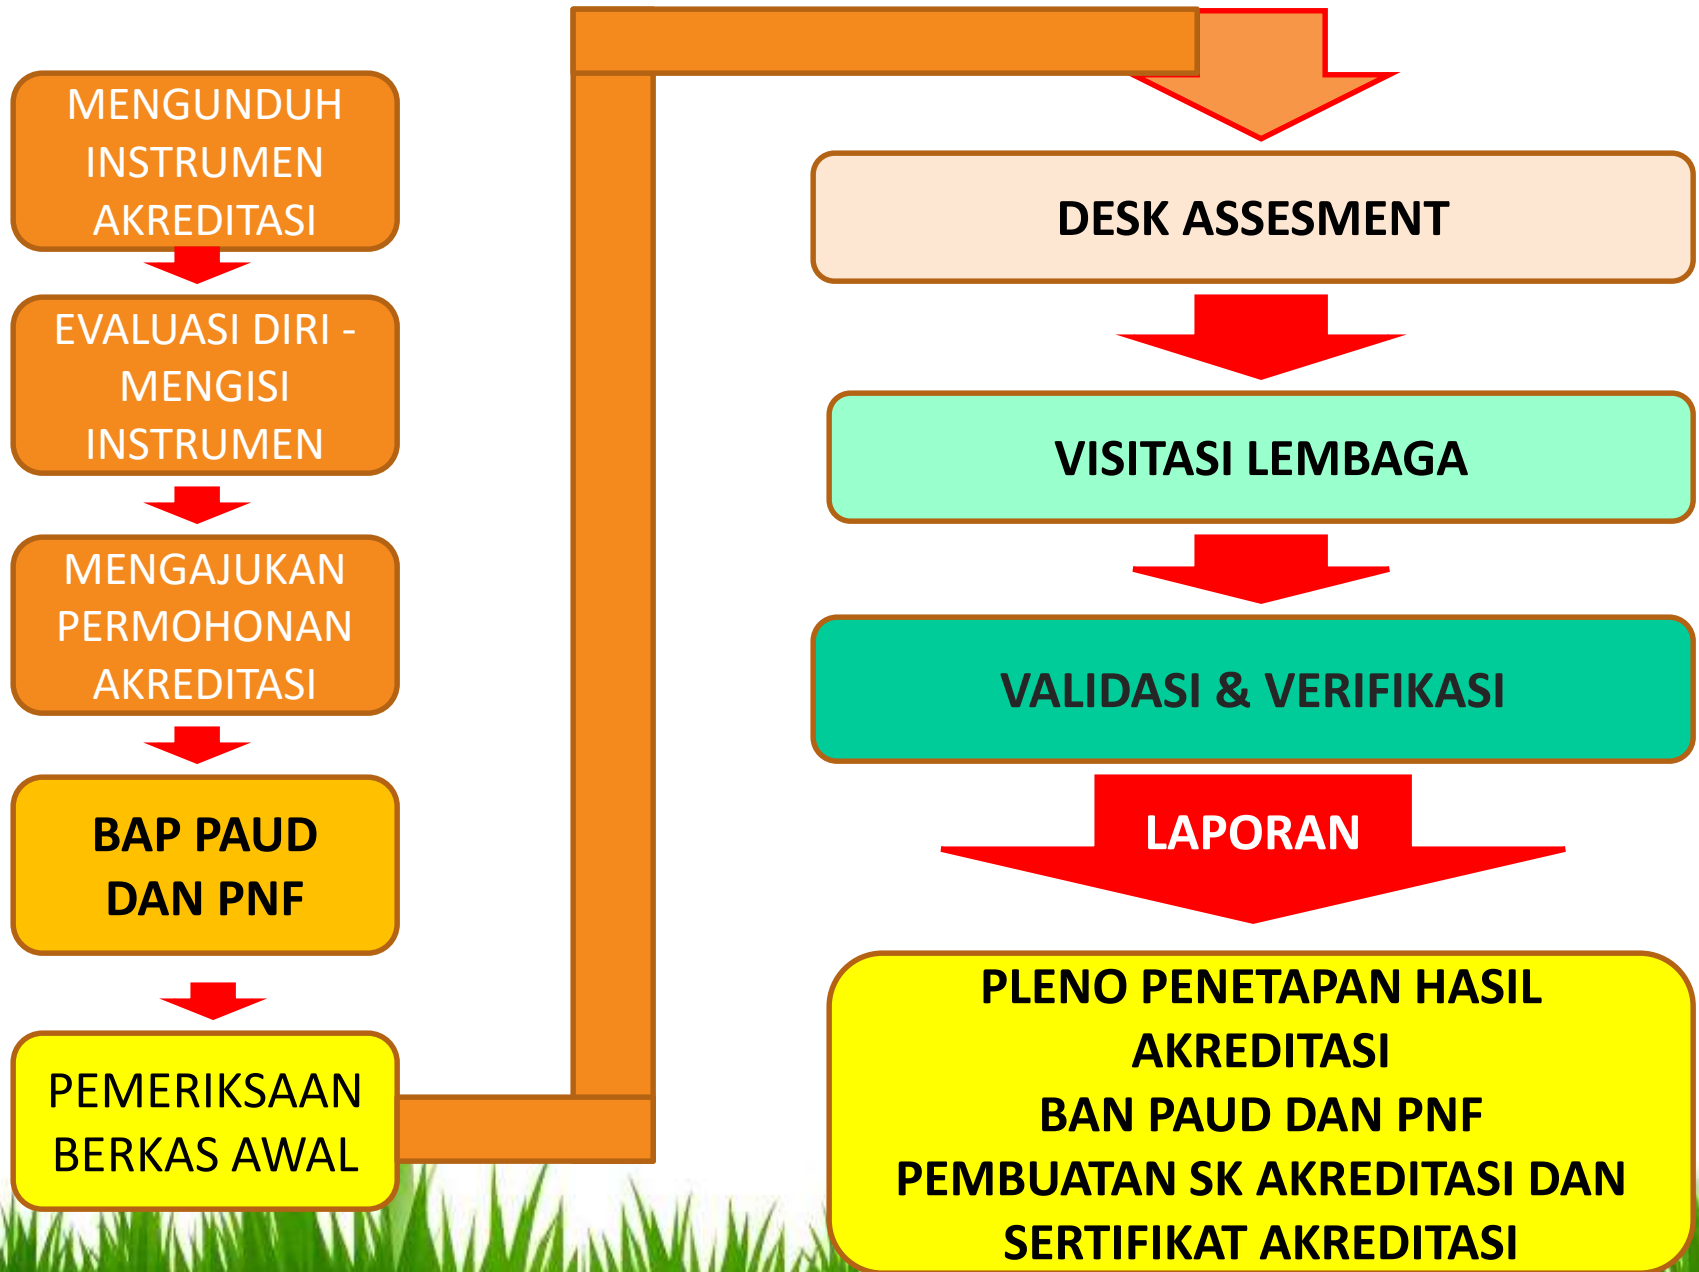 MENGUNDUH
INSTRUMEN
AKREDITASI
EVALUASI DIRI -
MENGISI
INSTRUMEN
MENGAJUKAN
PERMOHONAN
AKREDITASI
BAP PAUD
DAN PNF
PEMERIKSAAN
BERKAS AWAL
DESK ASSESMENT
VISITASI LEMBAGA
VALIDASI & VERIFIKASI
LAPORAN
PLENO PENETAPAN HASIL
AKREDITASI
BAN PAUD DAN PNF
PEMBUATAN SK AKREDITASI DAN
SERTIFIKAT AKREDITASI